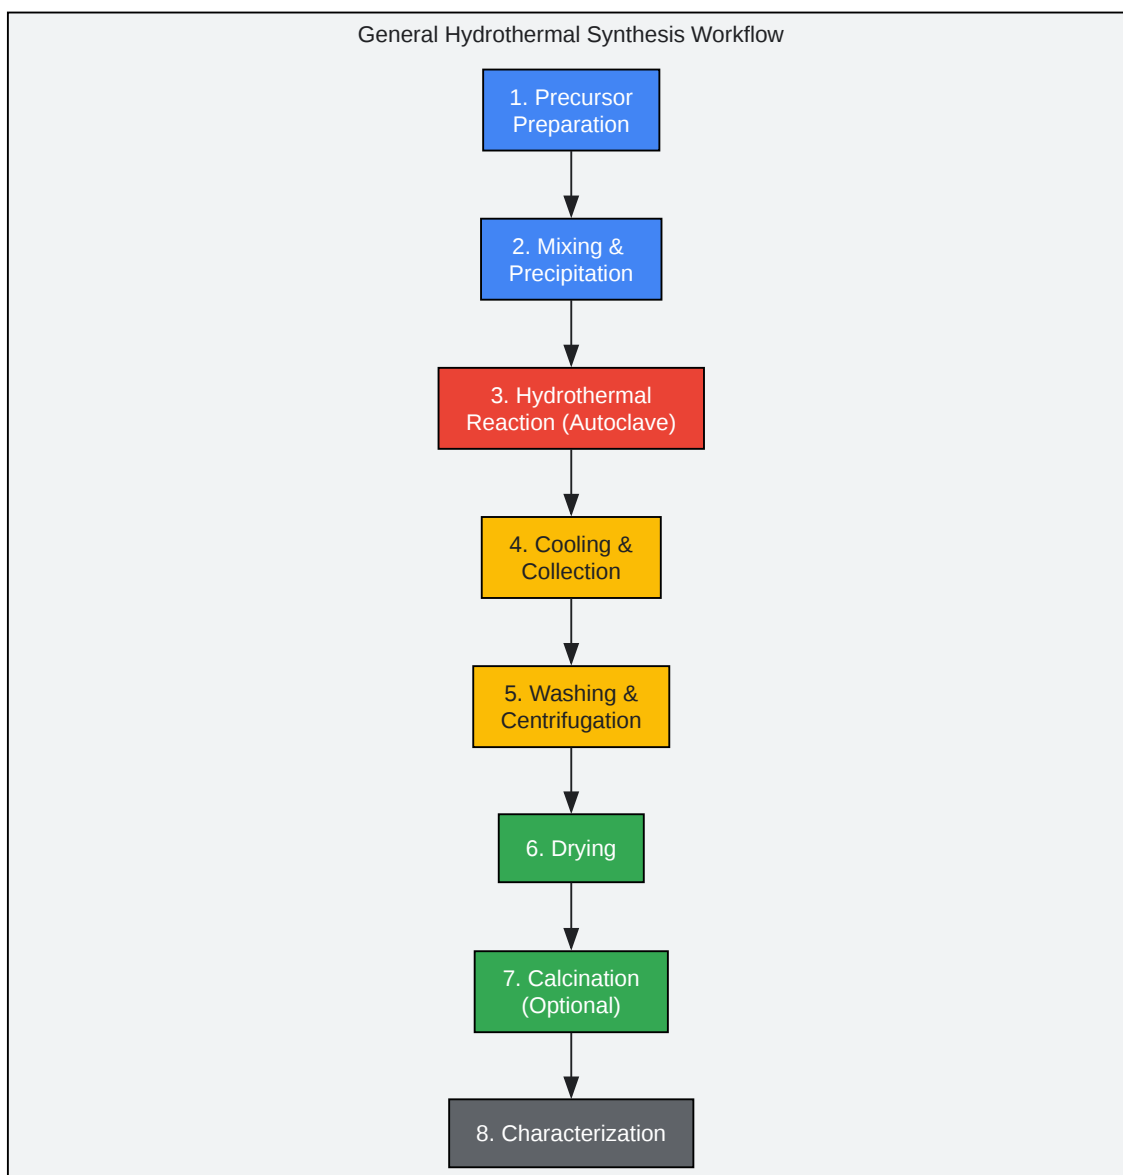 General Hydrothermal Synthesis Workflow
1. Precursor
Preparation
2. Mixing &
Precipitation
3. Hydrothermal
Reaction (Autoclave)
4. Cooling &
Collection
5. Washing &
Centrifugation
6. Drying
7. Calcination
(Optional)
8. Characterization